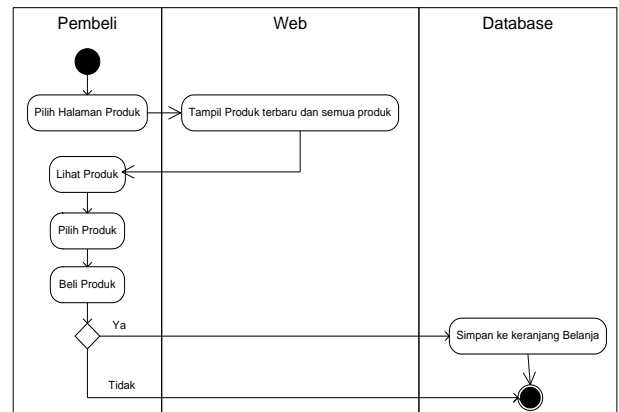 Pembeli
Web
Database
Pilih Halaman Produk
Tampil Produk terbaru dan semua produk
Lihat Produk
Pilih Produk
Beli Produk
Ya
Simpan ke keranjang Belanja
Tidak